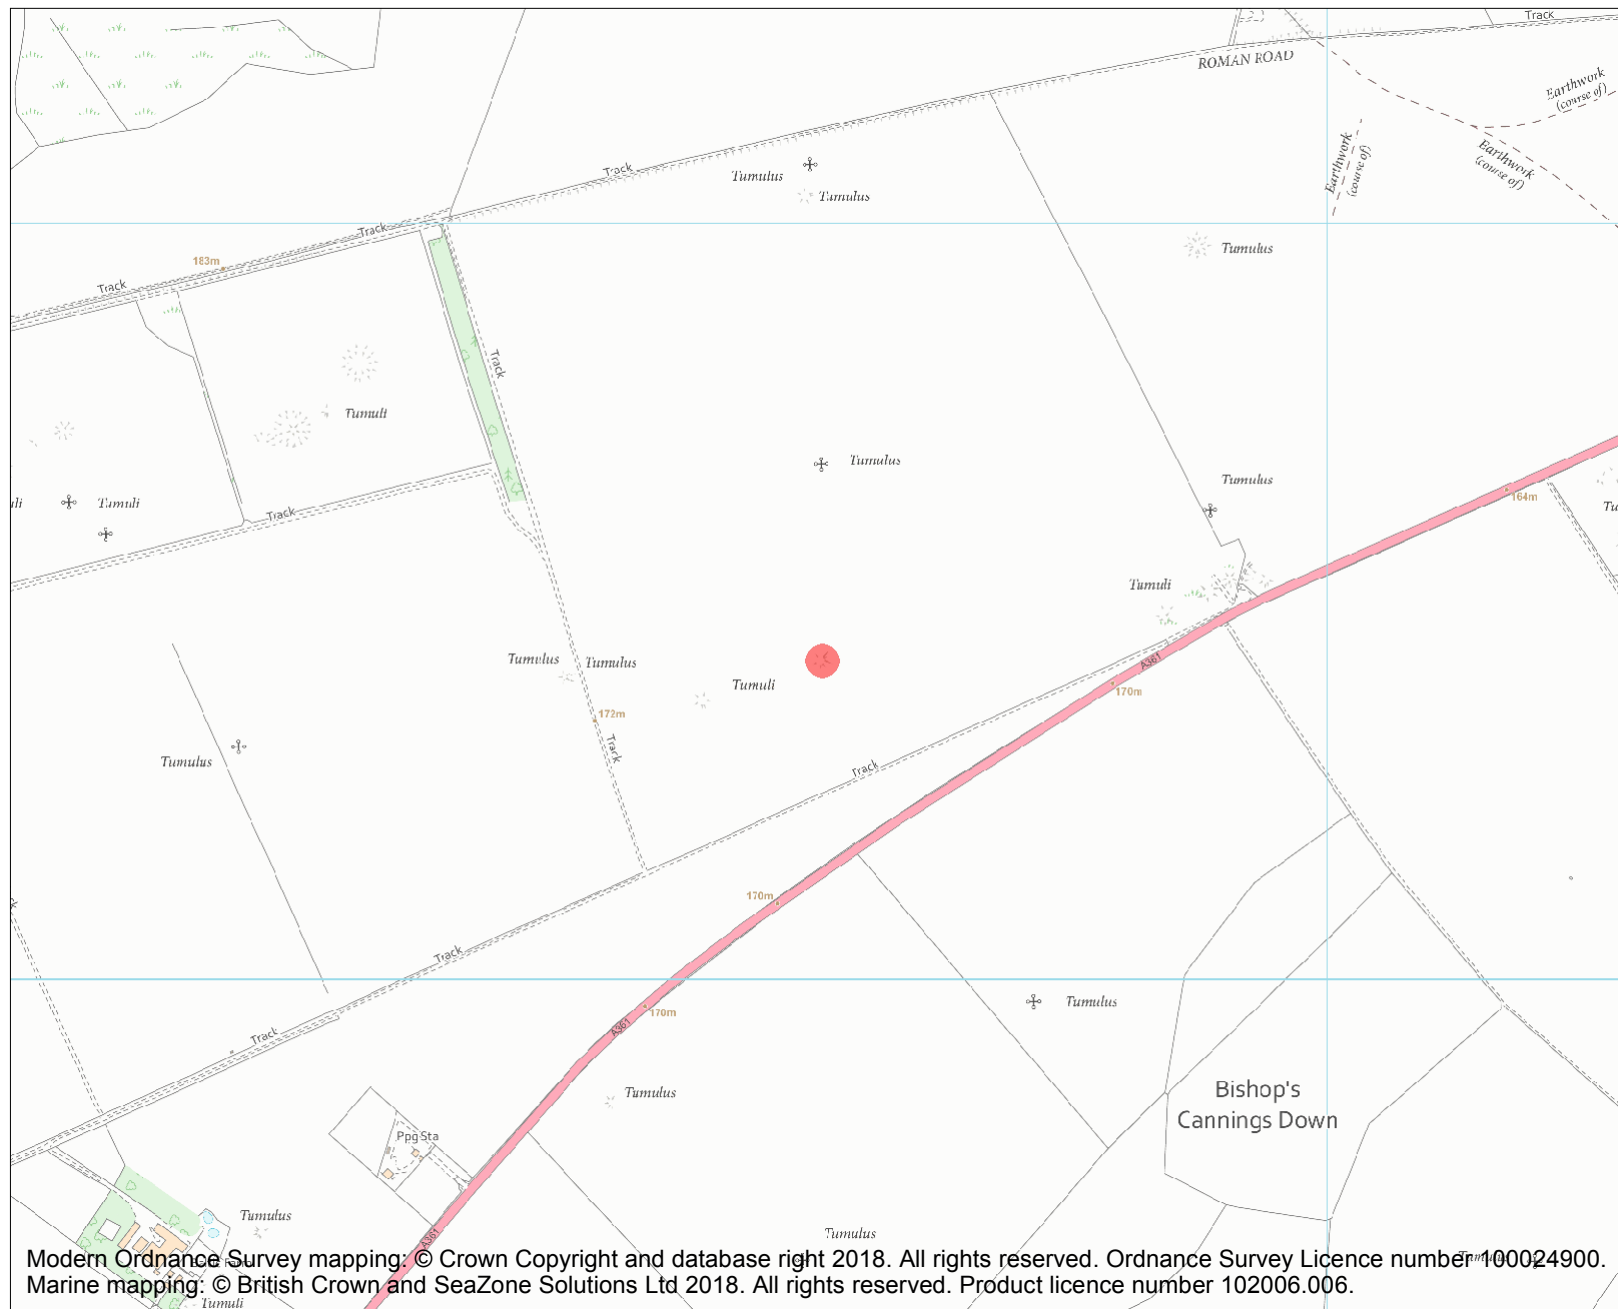 Track
ROMAN ROAD
Earthwork
(course of)
Track
Tumulus
Tumulus
Earthwork
(course of)
Earthwork
(course of)
Track
183m
Track
Tumulus
Track
Tumuli
Tumulus
Tumulus
Tumuli
Track
164m
Tumuli
Tumulus
Tumulus
Tumuli
A361
170m
172m
Track
Tumulus
Track
170m
Track
170m
A361
Tumulus
Track
Tumulus
Bishop's
Cannings Down
Ppg Sta
Tumulus
A361
Tumulus
Modern Ordnance Survey mapping: © Crown Copyright and database right 2018. All rights reserved. Ordnance Survey Licence number 100024900.
Marine mapping: © British Crown and SeaZone Solutions Ltd 2018. All rights reserved. Product licence number 102006.006.
Tumuli